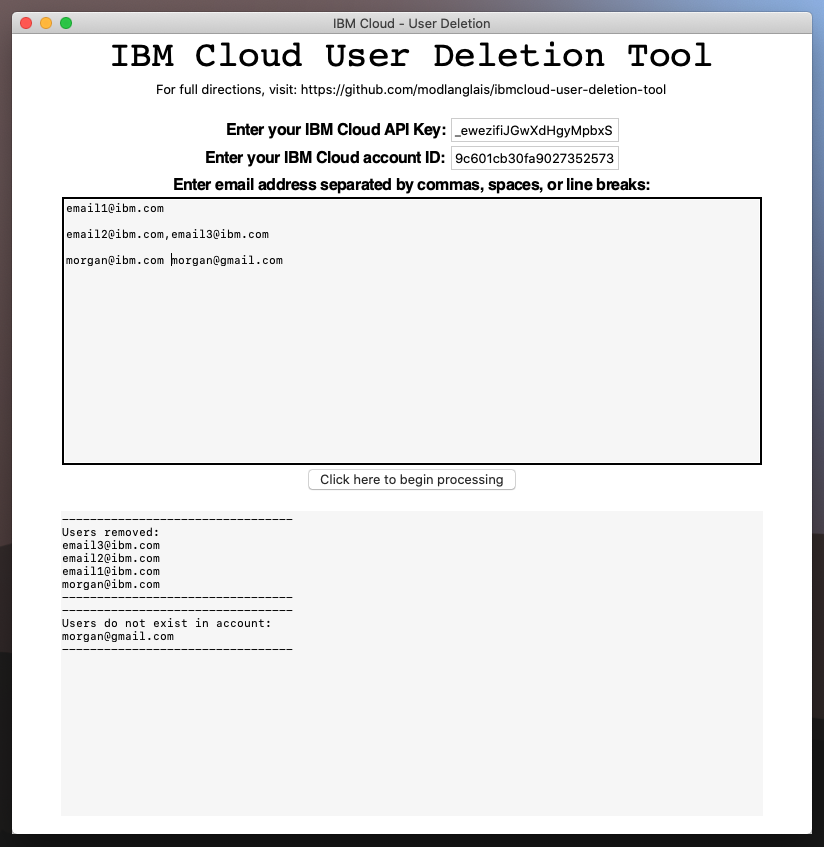 IBM Cloud - User Deletion
IBM Cloud User Deletion Tool
For full directions, visit: https://github.com/modlanglais/ibmcloud-user-deletion-tool
Enter your IBM Cloud API Key: _ewezifiJGwXdHgyMpbxS
Enter your IBM Cloud account ID: 9c601cb30fa9027352573
Enter email address separated by commas, spaces, or line breaks:
email1@ibm.com
email2@ibm.com,email3@ibm.com
morgan@ibm.com morgan@gmail.com
Click here to begin processing
---------------------------------
Users removed:
email3@ibm.com
email2@ibm.com
email1@ibm.com
morgan@ibm.com
---------------------------------
---------------------------------
Users do not exist in account:
morgan@gmail.com
---------------------------------